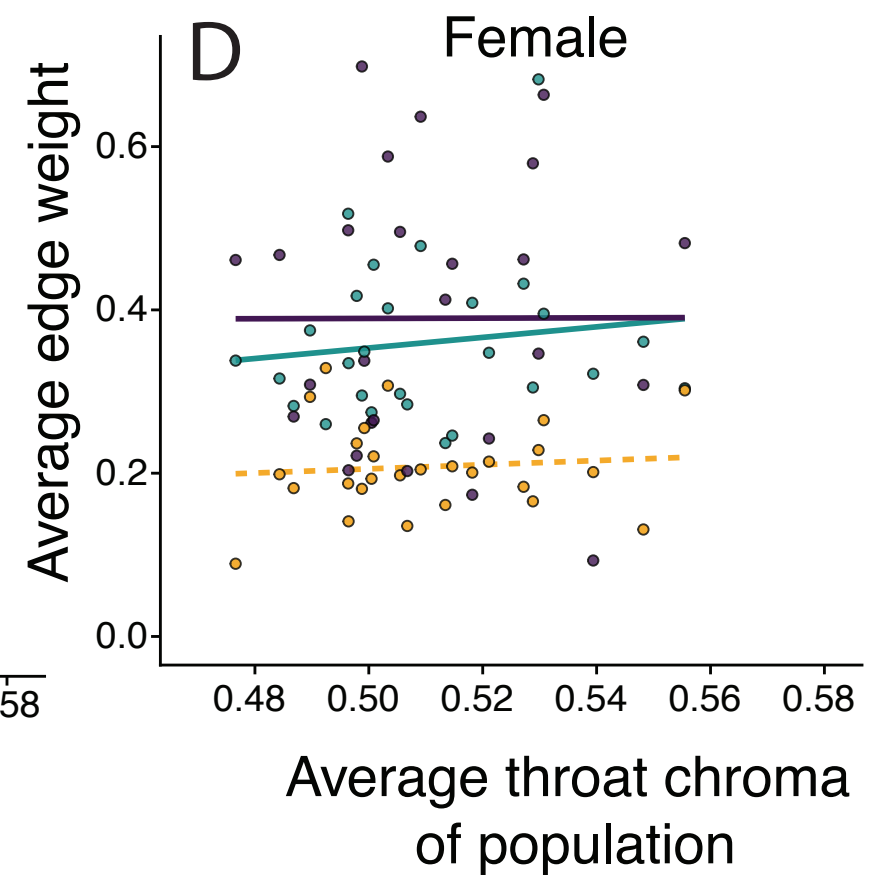 D
Female
Average edge weight
0.6
0.4
0.2
0.0
58
0.48 0.50 0.52 0.54 0.56 0.58
Average throat chroma
of population